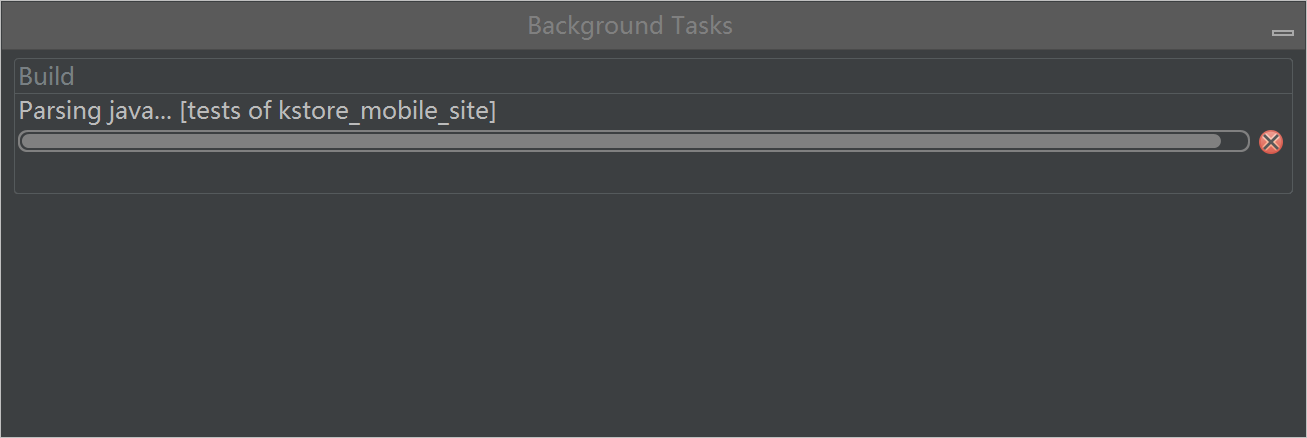 Background Tasks
Build
Parsing java... [tests of kstore_mobile_site]